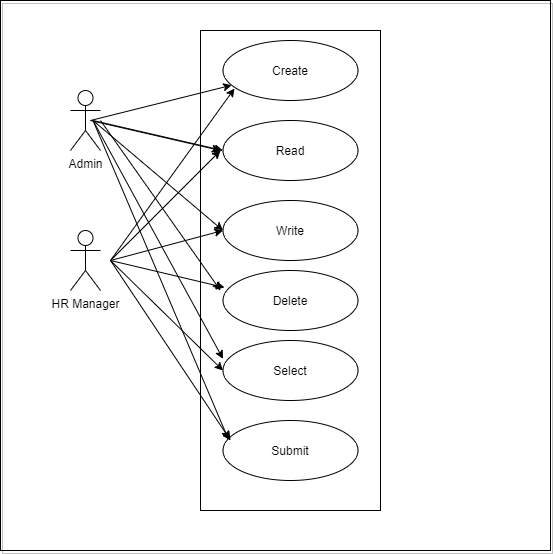 Create
Read
Admin
Write
HR Manager
Delete
Select
Submit